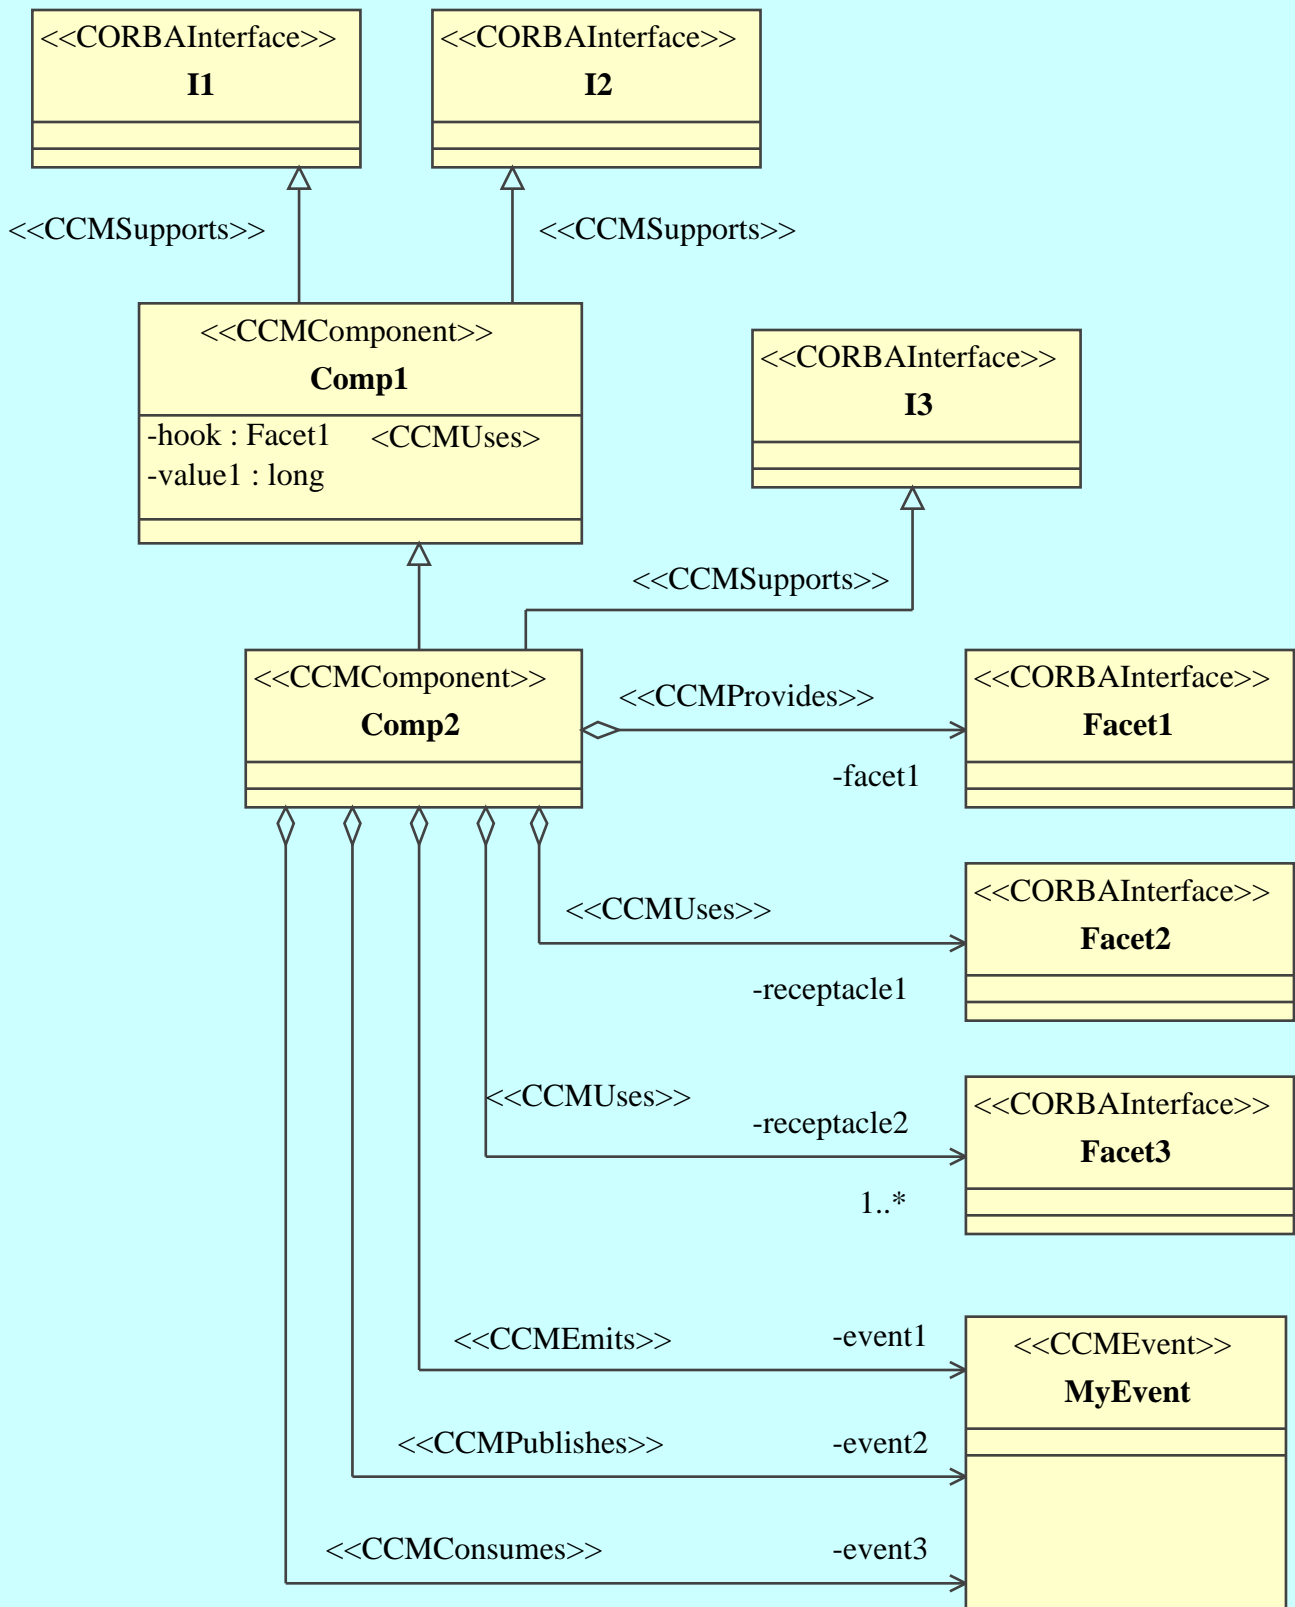 <<CORBAInterface>>
I1
<<CORBAInterface>>
I2
<<CCMSupports>>
<<CCMSupports>>
<<CCMComponent>>
Comp1
-hook : Facet1 <CCMUses>
-value1 : long
<<CORBAInterface>>
I3
<<CCMSupports>>
<<CCMComponent>>
Comp2
<<CCMProvides>>
-facet1
<<CORBAInterface>>
Facet1
<<CCMUses>>
-receptacle1
<<CORBAInterface>>
Facet2
<<CCMUses>>
-receptacle2
1..*
<<CORBAInterface>>
Facet3
<<CCMEmits>>
-event1
<<CCMEvent>>
MyEvent
<<CCMPublishes>>
-event2
<<CCMConsumes>>
-event3